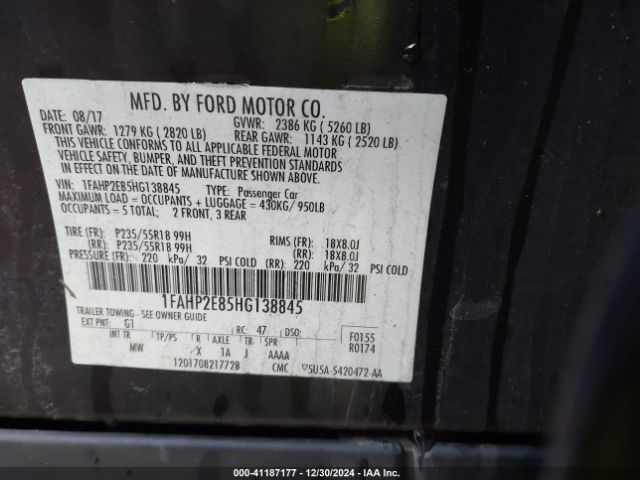 MFD. BY FORD MOTOR CO.
DATE: 08/17
GVWR: 2386 KG ( 5260 LB)
FRONT GAWR: 1279 KG ( 2820 LB)
REAR GAWR: 1143 KG ( 2520 LB)
THIS VEHICLE CONFORMS TO ALL APPLICABLE FEDERAL MOTOR
VEHICLE SAFETY, BUMPER, AND THEFT PREVENTION STANDARDS
IN EFFECT ON THE DATE OF MANUFACTURE SHOWN ABOVE.
VIN: 1FAHP2E85HG138845 TYPE: Passenger Car
MAXIMUM LOAD = OCCUPANTS + LUGGAGE = 430KG/ 950LB
OCCUPANTS = 5 TOTAL; 2 FRONT, 3 REAR
TIRE (FR): P235/55R18 99H RIMS (FR): 18X8.0J
(RR): P235/55R18 99H (RR): 18X8.0J
PRESSURE (FR): 220 kPa/ 32 PSI COLD (RR): 220 kPa/ 32 PSI COLD
1FAHP2E85HG138845
TRAILER TOWING - SEE OWNER GUIDE
EXT PNT: G1 RC: 47 DSO: F0155
INT TR TP/PS R AXLE TR SPR R0174
MW X 1A J AAAA
12017082 1772B CMC ▽5U5A-5420472-AA
000-41187177 - 12/30/2024 - IAA Inc.